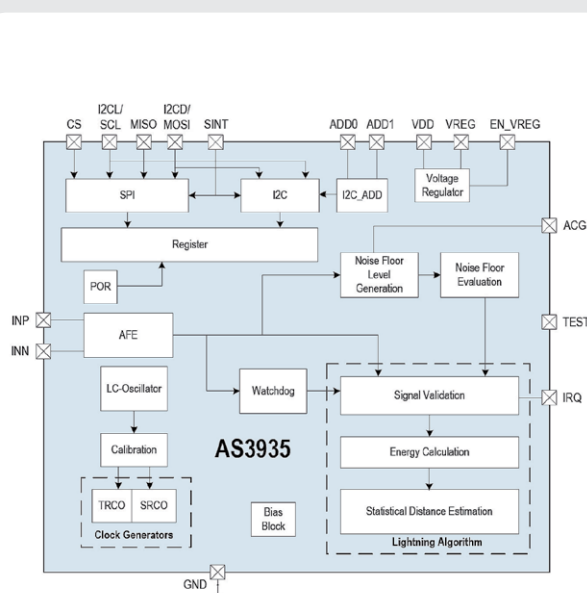 I2CL/ I2CD/
CS SCL MISO MOSI SINT ADD0 ADD1 VDD VREG EN_VREG
SPI I2C I2C_ADD
Voltage
Regulator
Register
ACG
Noise Floor
Level
Generation
Noise Floor
Evaluation
POR
INP
INN
AFE
TEST
LC-Oscilator
Watchdog
Signal Validation
IRQ
Calibration
AS3935
Energy Calculation
TRCO SRCO
Clock Generators
Bias
Block
Statistical Distance Estimation
Lightning Algorithm
GND